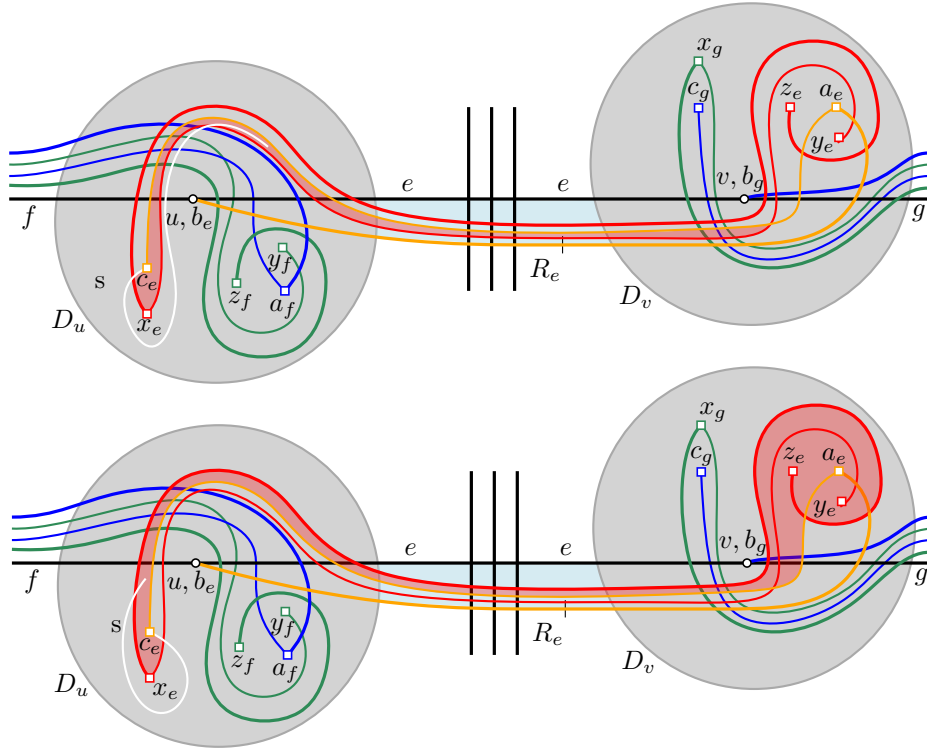 x_g
z_e a_e
c_g
y_e
e e
v, b_g
f u, b_e g
y_f
R_e
s c_e z_f a_f
D_v
D_u x_e
x_g
c_g z_e a_e
y_e
e e
v, b_g
f u, b_e g
y_f
s R_e
c_e z_f a_f
D_v
D_u x_e